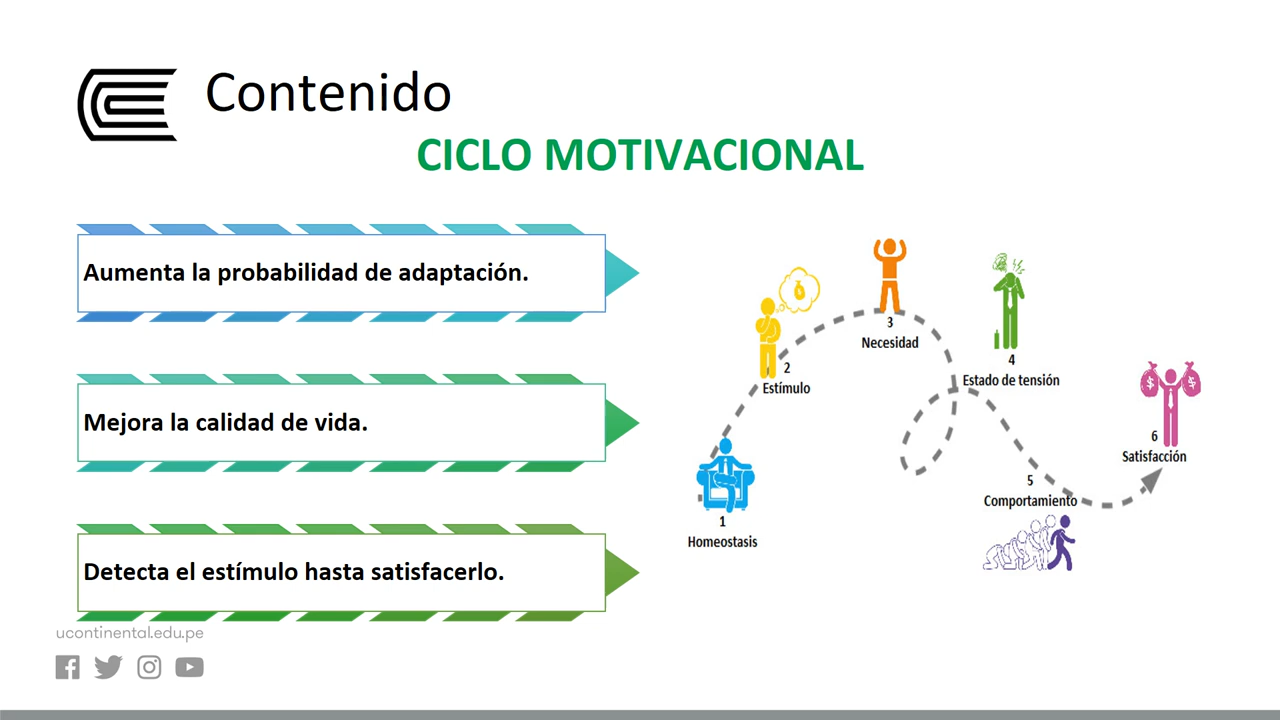 Contenido
CICLO MOTIVACIONAL
Aumenta la probabilidad de adaptación.
Mejora la calidad de vida.
Detecta el estímulo hasta satisfacerlo.
1
Homeostasis
2
Estímulo
3
Necesidad
4
Estado de tensión
5
Comportamiento
6
Satisfacción
$ $
ucontinental.edu.pe